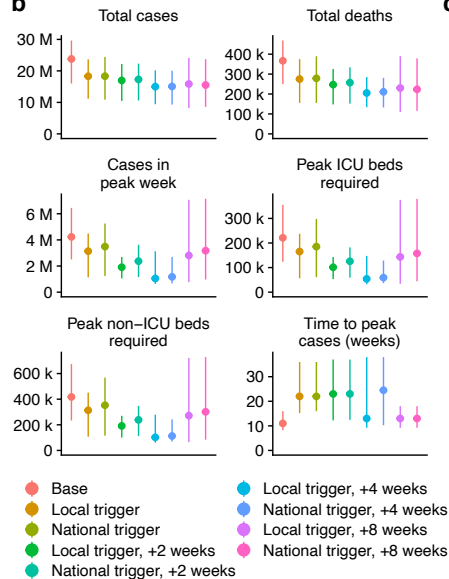 b
Total cases
Total deaths
30 M
20 M
10 M
0
400 k
300 k
200 k
100 k
0
Cases in
peak week
Peak ICU beds
required
6 M
4 M
2 M
0
300 k
200 k
100 k
0
Peak non−ICU beds
required
Time to peak
cases (weeks)
600 k
400 k
200 k
0
30
20
10
0
Base
Local trigger
National trigger
Local trigger, +2 weeks
National trigger, +2 weeks
Local trigger, +4 weeks
National trigger, +4 weeks
Local trigger, +8 weeks
National trigger, +8 weeks